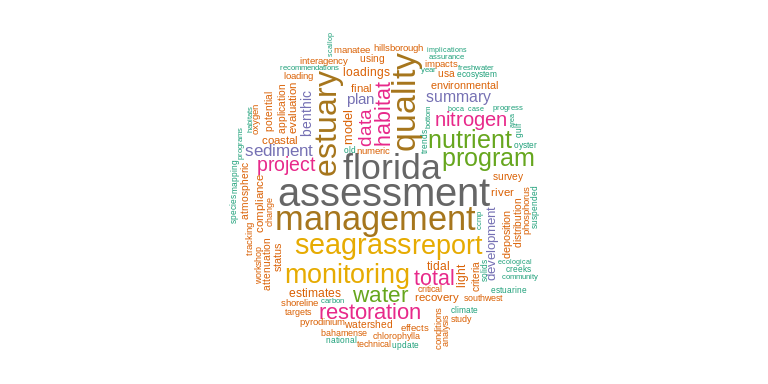 scallop
manatee
hillsborough
implications
interagency
using
assurance
impacts
recommendations
loadings
year
freshwater
loading
usa
ecosystem
estuary
quality
final
environmental
habitat
plan
summary
potential
application
evaluation
benthic
model
data
boca
case
progress
habitats
oxygen
nitrogen
area
gulf
bottom
coastal
nutrient
trends
oyster
programs
sediment
old
numeric
project
florida
program
species
mapping
atmospheric
compliance
change
assessment
survey
river
suspended
phosphorus
distribution
deposition
development
management
ccmp
tracking
workshop
attenuation
status
seagrass
report
monitoring
total
tidal
light
criteria
solids
ecological
creeks
community
estimates
water
critical
recovery
southwest
estuarine
shoreline
carbon
targets
restoration
climate
study
pyrodinium
watershed
effects
conditions
analysis
bahamense
chlorophylla
national
technical
update